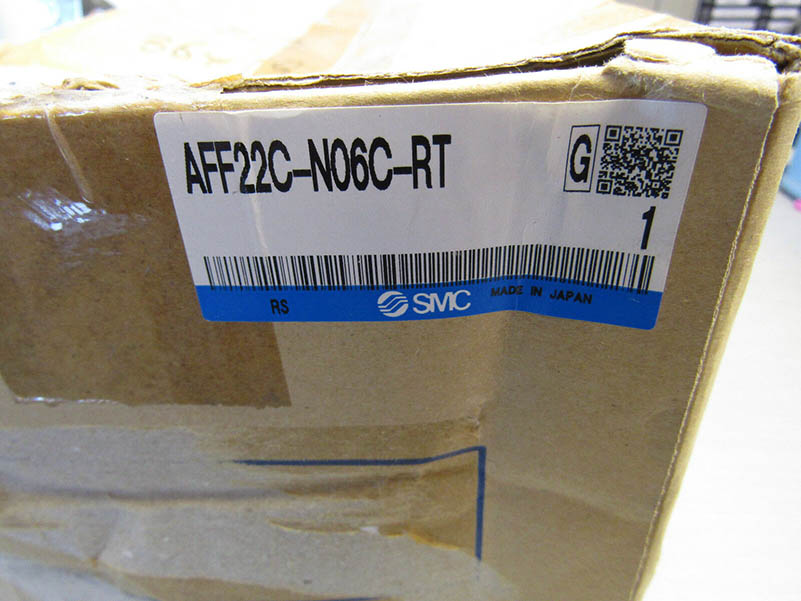 AFF22C-N06C-RT
G
1
RS
SMC
MADE IN JAPAN